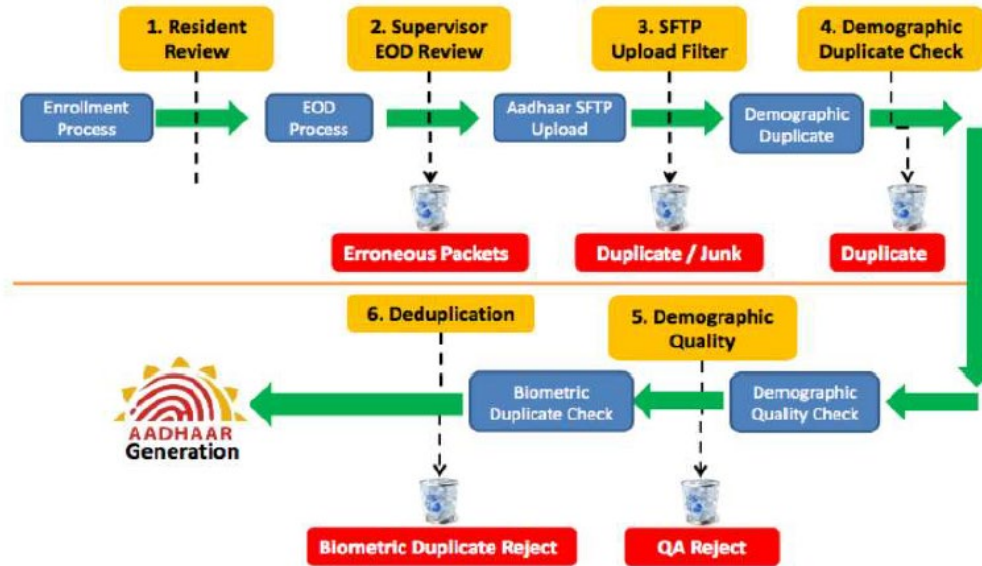 1. Resident
Review
2. Supervisor
EOD Review
3. SFTP
Upload Filter
4. Demographic
Duplicate Check
Enrollment
Process
EOD
Process
Aadhaar SFTP
Upload
Demographic
Duplicate
Erroneous Packets
Duplicate / Junk
Duplicate
6. Deduplication
5. Demographic
Quality
AADHAAR
Generation
Biometric
Duplicate Check
Demographic
Quality Check
Biometric Duplicate Reject
QA Reject